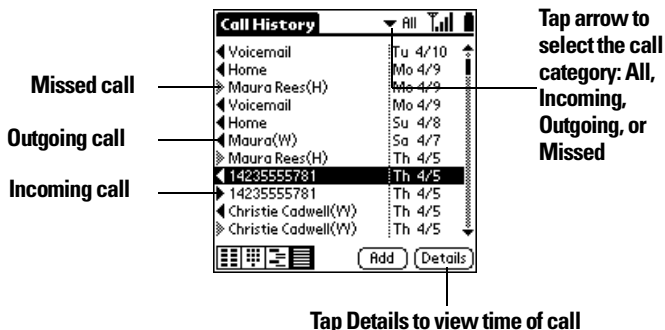 Call History All
Voicemail Tu 4/10
Home Mo 4/9
Maura Rees(H) Mo 4/9
Voicemail Mo 4/9
Home Su 4/8
Maura(W) Sa 4/7
Maura Rees(H) Th 4/5
14235555781 Th 4/5
14235555781 Th 4/5
Christie Cadwell(W) Th 4/5
Christie Cadwell(W) Th 4/5
Add Details
Missed call
Outgoing call
Incoming call
Tap arrow to
select the call
category: All,
Incoming,
Outgoing, or
Missed
Tap Details to view time of call